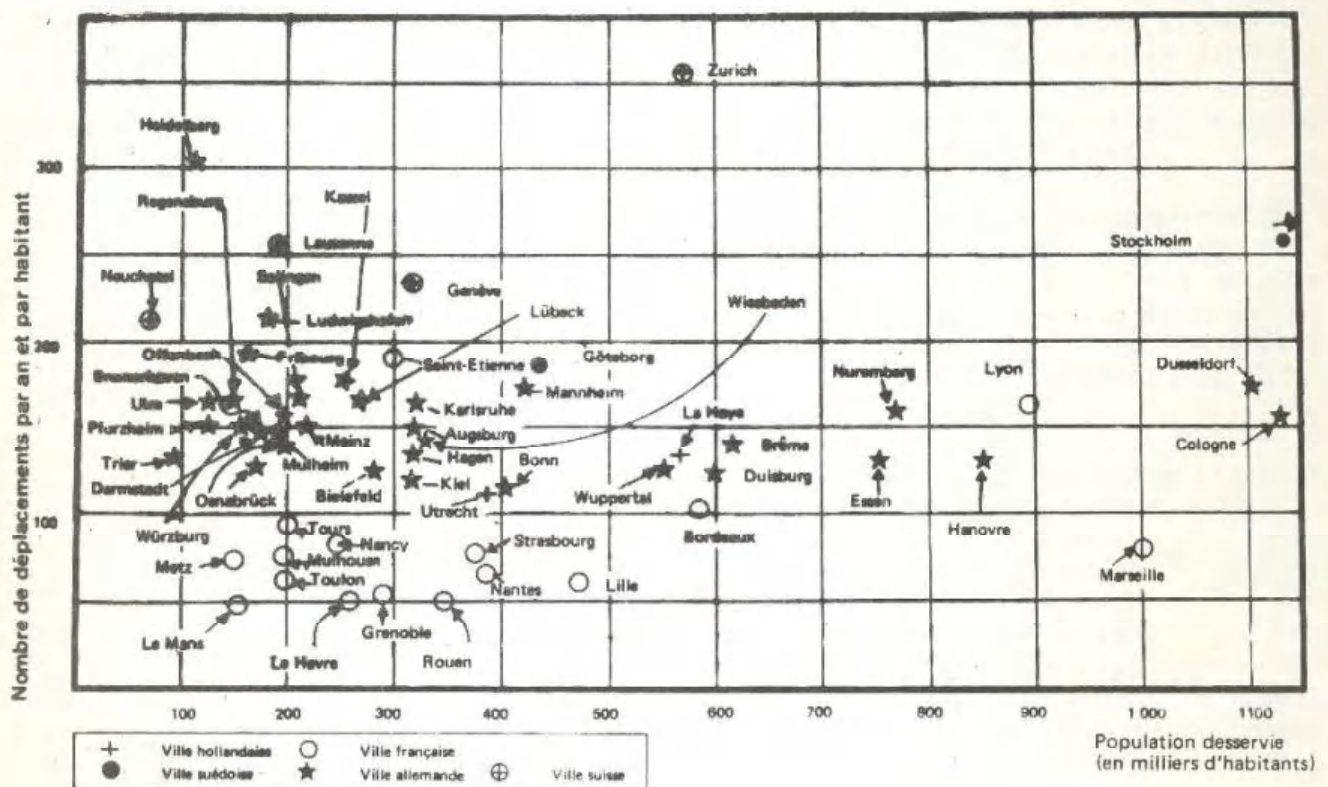 Nombre de déplacements par an et par habitant
Zurich
Heidelberg
300
Regensburg
Kassel
Lausanne
Stockholm
Neuchatel
Solingen
Genève
Wiesbaden
Ludwigshafen
Lübeck
200
Offenbach
Fribourg
Saint-Etienne
Göteborg
Dusseldorf
Bremerhaven
Mannheim
Nuremberg
Lyon
Ulm
Karlsruhe
La Haye
Pforzheim
Mainz
Augsburg
Brême
Cologne
Trier
Mulheim
Hagen
Bonn
Duisburg
Darmstadt
Osnabrück
Bielefeld
Kiel
Wuppertal
Essen
Utrecht
100
Hanovre
Würzburg
Tours
Nancy
Strasbourg
Bordeaux
Metz
Mulhouse
Marseille
Toulon
Nantes
Lille
Le Mans
Grenoble
Le Havre
Rouen
100 200 300 400 500 600 700 800 900 1.000 1100
Population desservie
(en milliers d'habitants)
Ville hollandaise Ville française
Ville suédoise Ville allemande Ville suisse